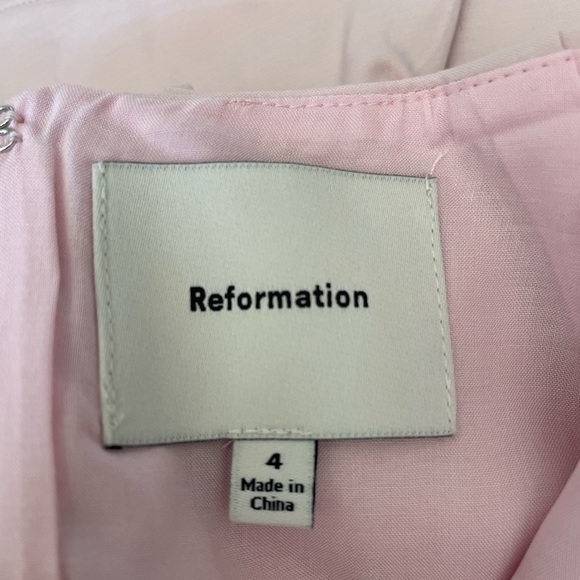 Reformation
4
Made in
China